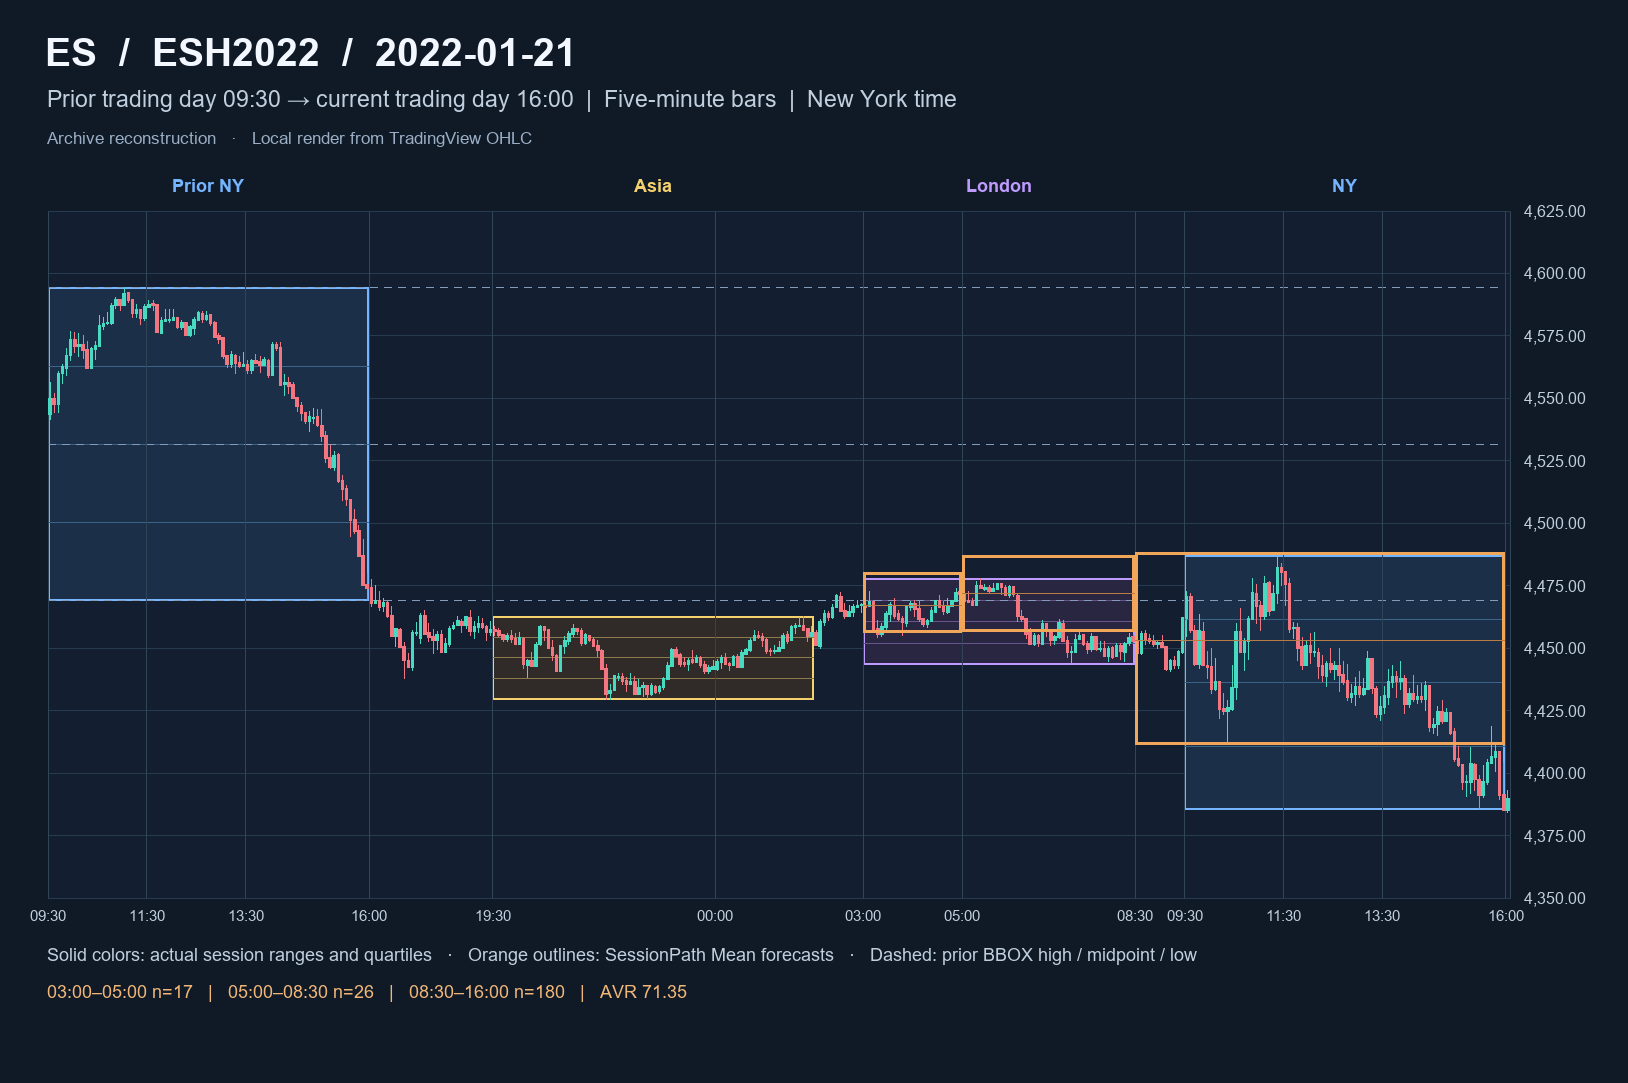 ES / ESH2022 / 2022-01-21
Prior trading day 09:30 → current trading day 16:00 | Five-minute bars | New York time
Archive reconstruction · Local render from TradingView OHLC
Prior NY Asia London NY
4,625.00
4,600.00
4,575.00
4,550.00
4,525.00
4,500.00
4,475.00
4,450.00
4,425.00
4,400.00
4,375.00
4,350.00
09:30 11:30 13:30 16:00 19:30 00:00 03:00 05:00 08:30 09:30 11:30 13:30 16:00
Solid colors: actual session ranges and quartiles · Orange outlines: SessionPath Mean forecasts · Dashed: prior BBOX high / midpoint / low
03:00–05:00 n=17 | 05:00–08:30 n=26 | 08:30–16:00 n=180 | AVR 71.35